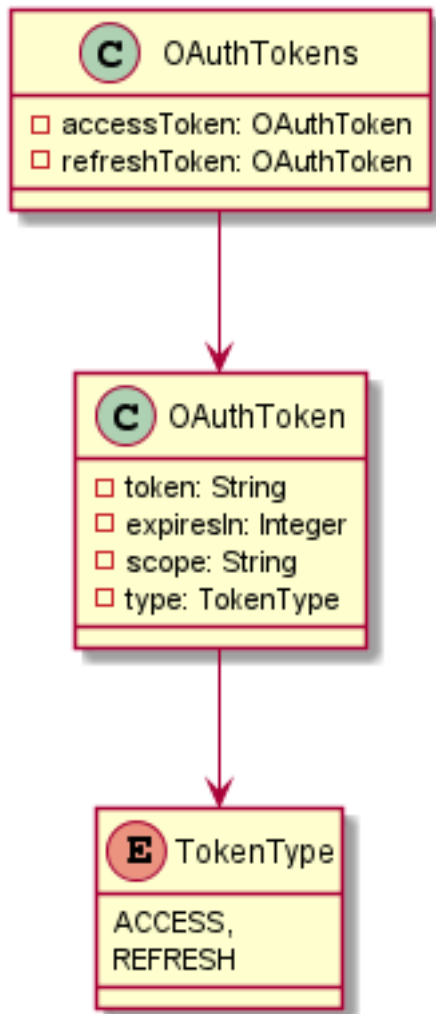 C OAuthTokens
accessToken: OAuthToken
refreshToken: OAuthToken
C OAuthToken
token: String
expiresIn: Integer
scope: String
type: TokenType
E TokenType
ACCESS,
REFRESH